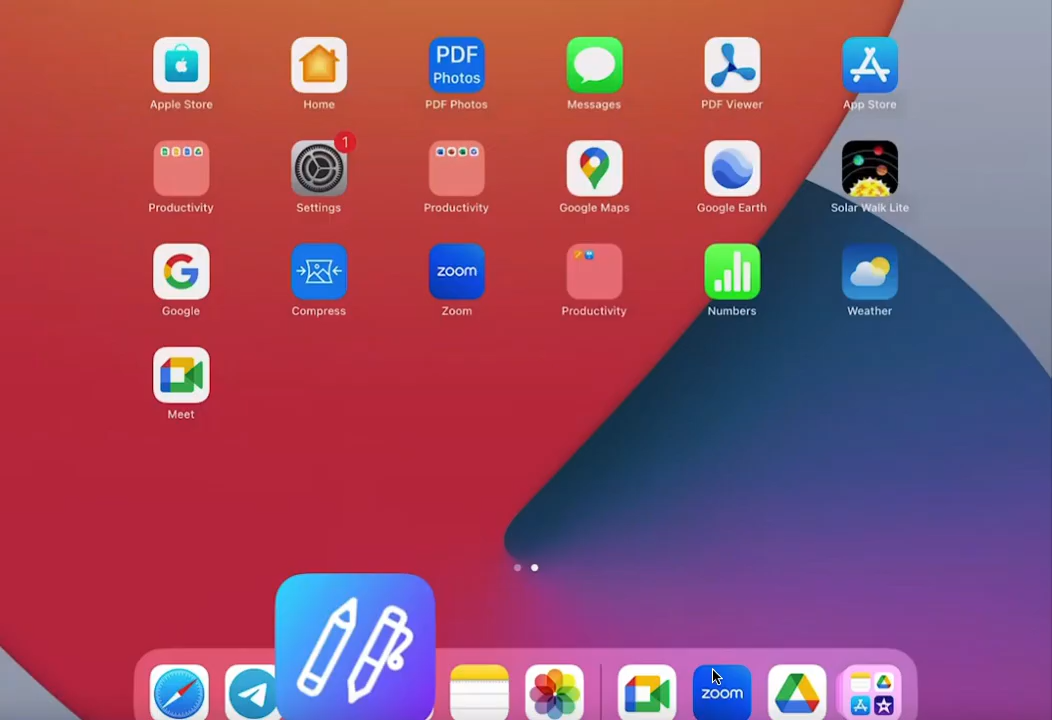 PDF
Photos
Apple Store Home PDF Photos Messages PDF Viewer App Store
1
Productivity Settings Productivity Google Maps Google Earth Solar Walk Lite
zoom
Google Compress Zoom Productivity Numbers Weather
Meet
zoom